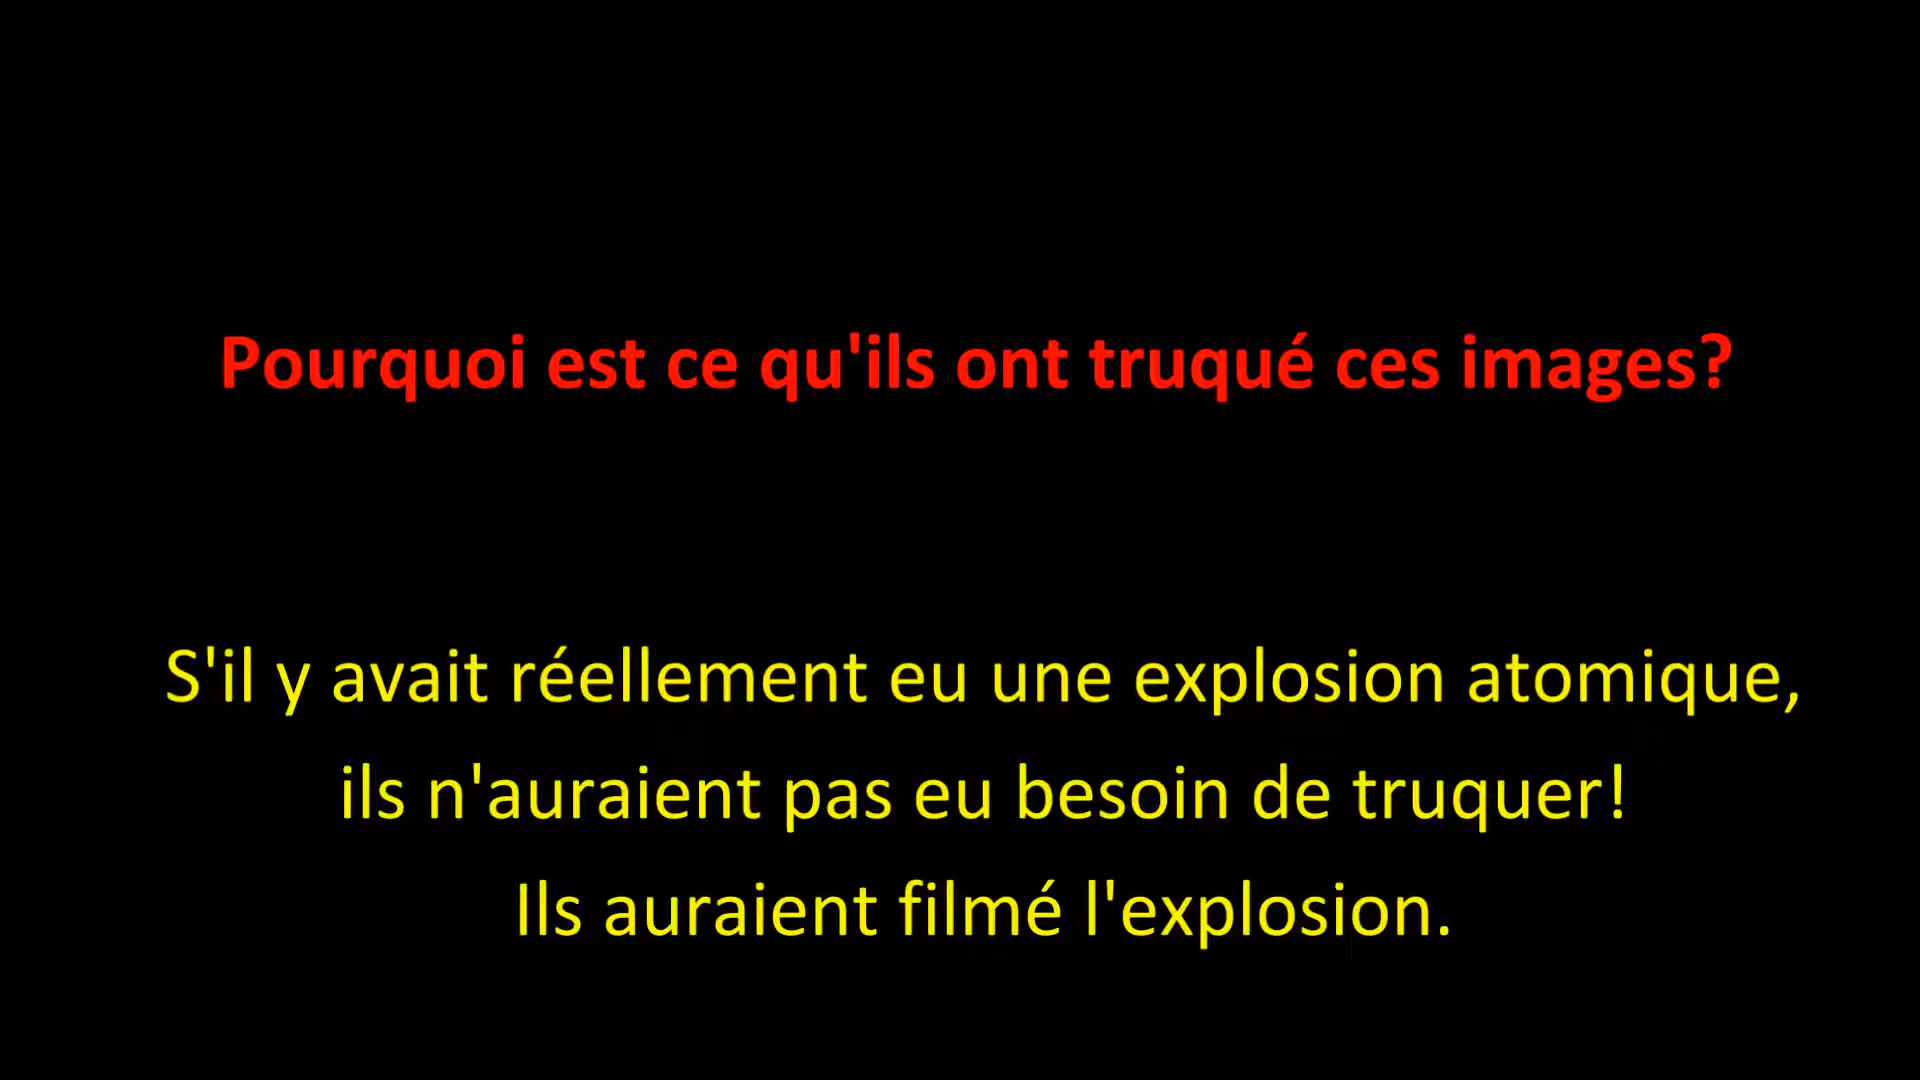 Pourquoi est ce qu'ils ont truqué ces images?
S'il y avait réellement eu une explosion atomique,
ils n'auraient pas eu besoin de truquer!
Ils auraient filmé l'explosion.